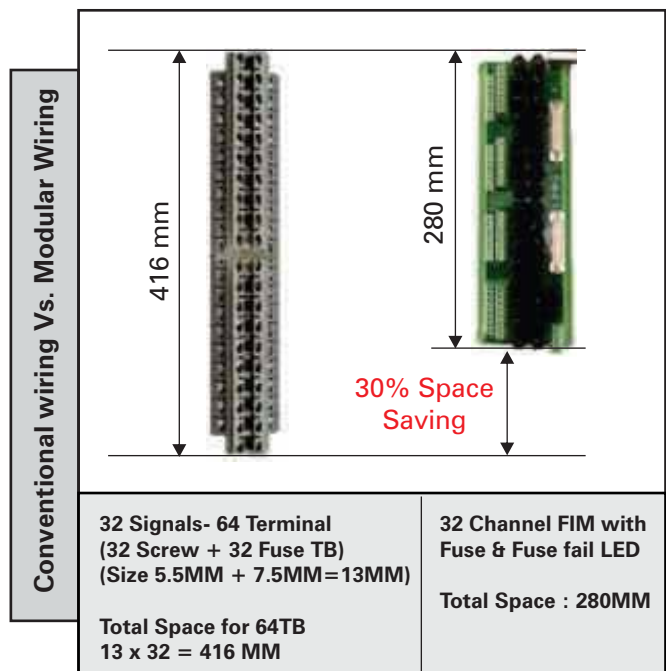 Conventional wiring Vs. Modular Wiring
416 mm
280 mm
30% Space
Saving
32 Signals- 64 Terminal
(32 Screw + 32 Fuse TB)
(Size 5.5MM + 7.5MM=13MM)
Total Space for 64TB
13 x 32 = 416 MM
32 Channel FIM with
Fuse & Fuse fail LED
Total Space : 280MM